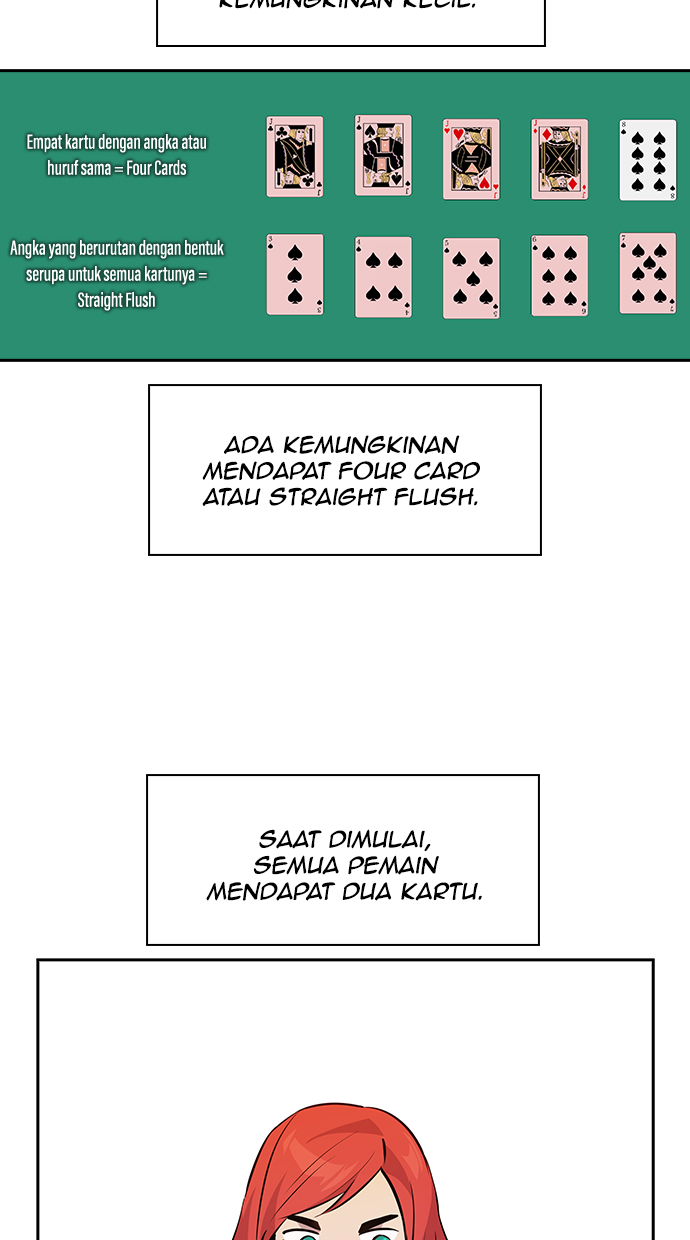 KEMUNGKINAN KECIL.
Empat kartu dengan angka atau
huruf sama = Four Cards
J
J
J
J
8
8
Angka yang berurutan dengan bentuk
serupa untuk semua kartunya =
Straight Flush
3
3
4
4
5
5
6
6
7
7
ADA KEMUNGKINAN
MENDAPAT FOUR CARD
ATAU STRAIGHT FLUSH.
SAAT DIMULAI,
SEMUA PEMAIN
MENDAPAT DUA KARTU.